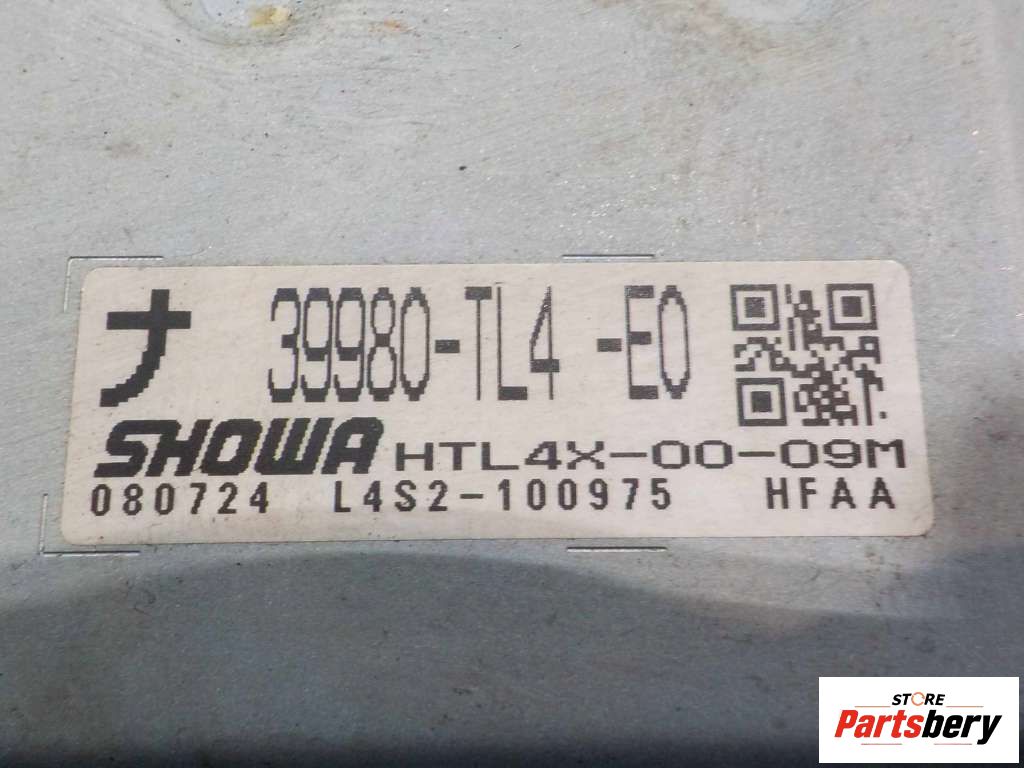 ナ 39980-TL4 -E0
SHOWA HTL4X-00-09M
080724 L4S2-100975 HFAA
STORE
Partsbery